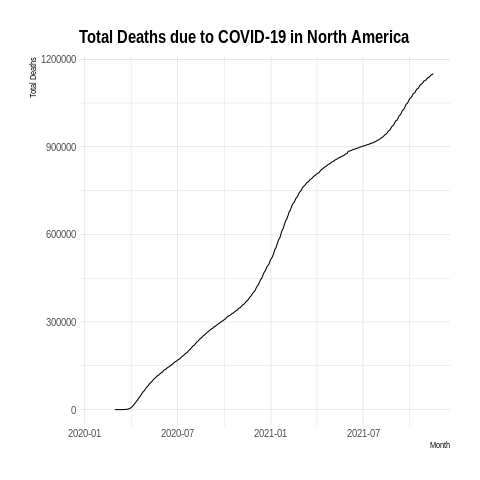 Total Deaths due to COVID-19 in North America
Total Deaths
1200000
900000
600000
300000
0
2020-01 2020-07 2021-01 2021-07
Month